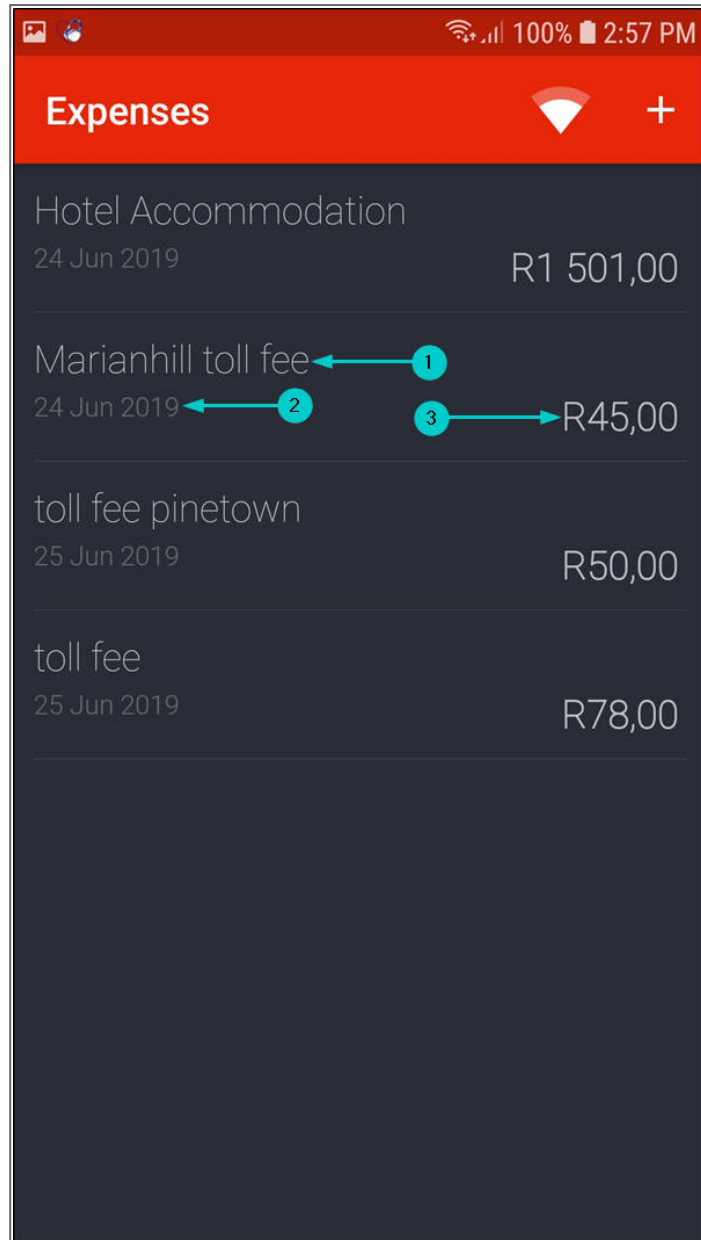 100% 2:57 PM
Expenses +
Hotel Accommodation
24 Jun 2019
R1 501,00
Marianhill toll fee 1
24 Jun 2019 2
3 R45,00
toll fee pinetown
25 Jun 2019
R50,00
toll fee
25 Jun 2019
R78,00